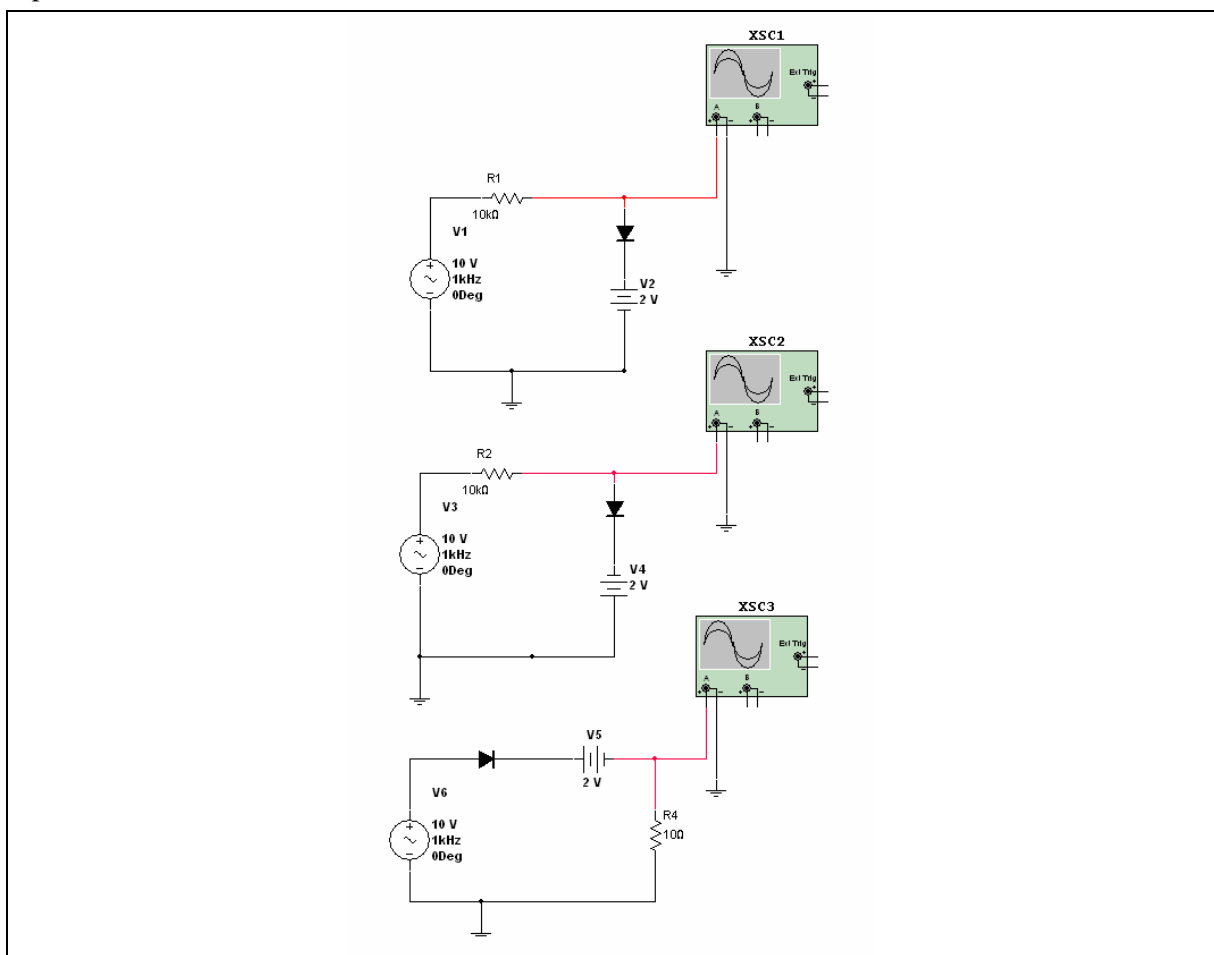 XSC1
Ext Trig
+
-
A
B
+ - + -
R1
10kΩ
V1
+
10 V
1kHz
0Deg
-
V2
2 V
XSC2
Ext Trig
+
-
A
B
+ - + -
R2
10kΩ
V3
+
10 V
1kHz
0Deg
-
V4
2 V
XSC3
Ext Trig
+
-
A
B
+ - + -
V5
2 V
V6
+
10 V
1kHz
0Deg
-
R4
10Ω